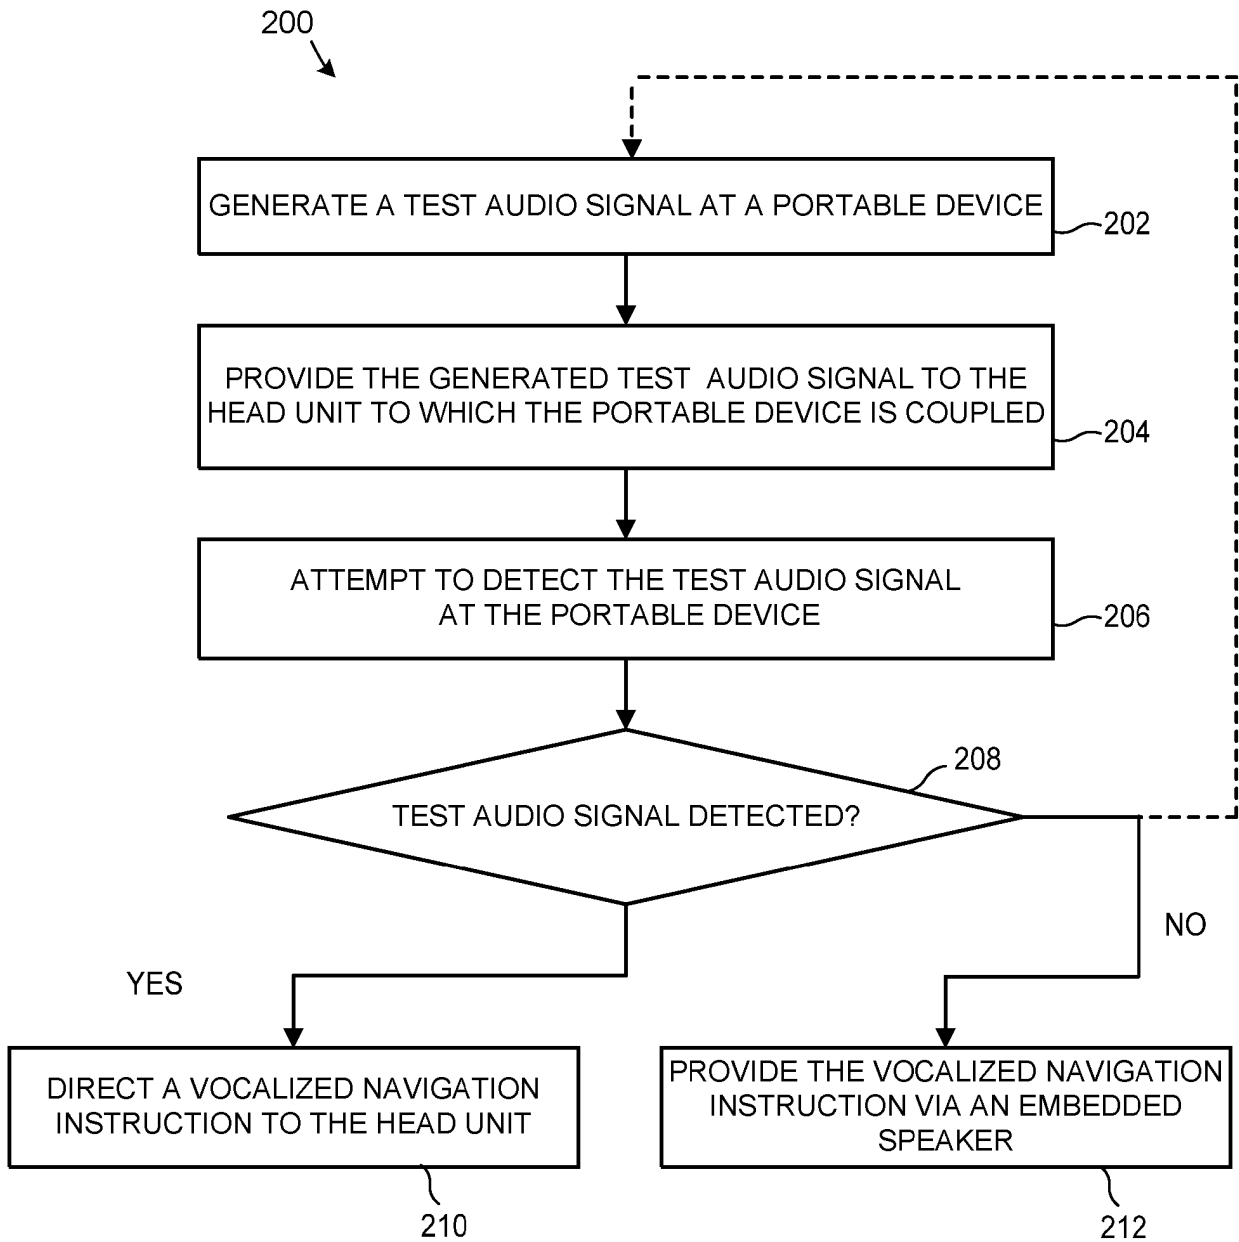 200
GENERATE A TEST AUDIO SIGNAL AT A PORTABLE DEVICE
202
PROVIDE THE GENERATED TEST AUDIO SIGNAL TO THE
HEAD UNIT TO WHICH THE PORTABLE DEVICE IS COUPLED
204
ATTEMPT TO DETECT THE TEST AUDIO SIGNAL
AT THE PORTABLE DEVICE
206
208
TEST AUDIO SIGNAL DETECTED?
NO
YES
DIRECT A VOCALIZED NAVIGATION
INSTRUCTION TO THE HEAD UNIT
210
PROVIDE THE VOCALIZED NAVIGATION
INSTRUCTION VIA AN EMBEDDED
SPEAKER
212